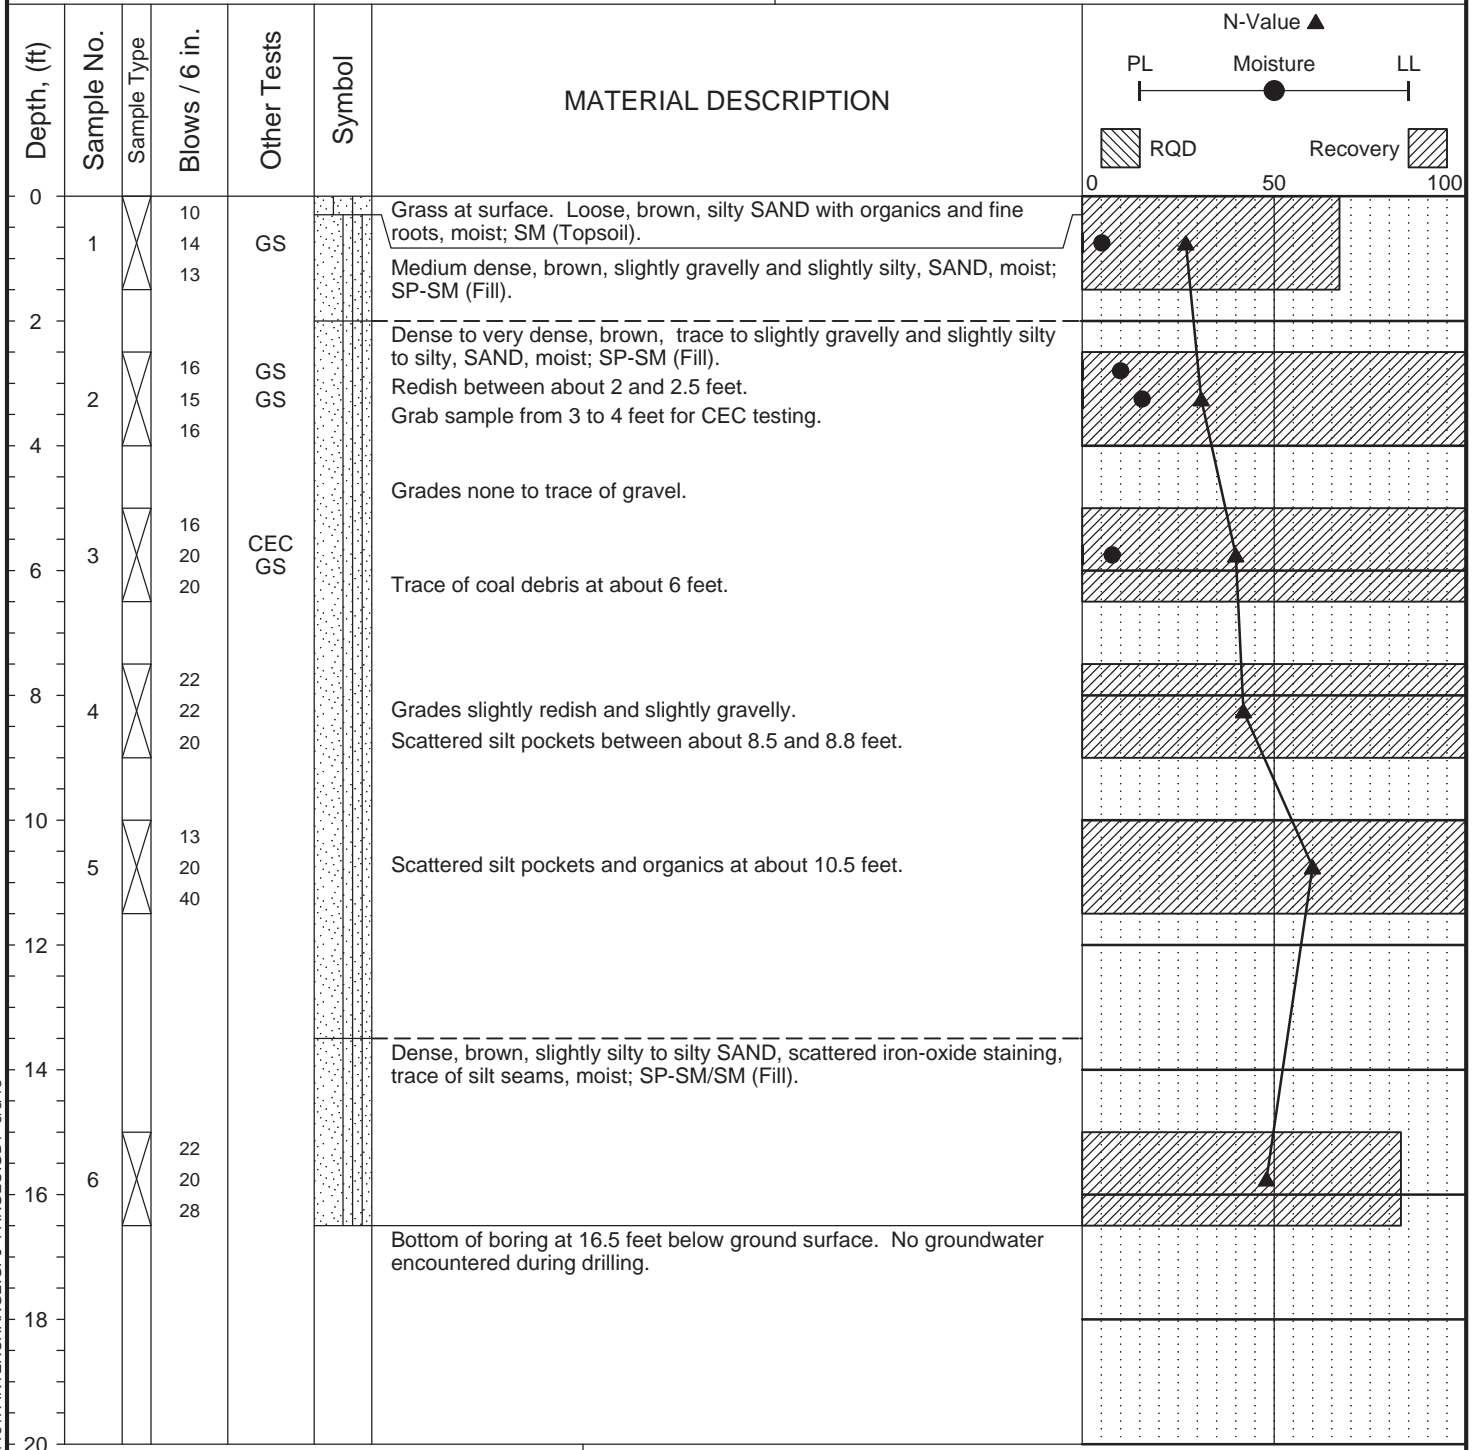 Depth, (ft)
Sample No.
Sample Type
Blows / 6 in.
Other Tests
Symbol
MATERIAL DESCRIPTION
N-Value
PL Moisture LL
RQD Recovery
0 50 100
0
10
Grass at surface. Loose, brown, silty SAND with organics and fine
roots, moist; SM (Topsoil).
1 14 GS
13
Medium dense, brown, slightly gravelly and slightly silty, SAND, moist;
SP-SM (Fill).
2
Dense to very dense, brown, trace to slightly gravelly and slightly silty
to silty, SAND, moist; SP-SM (Fill).
16 GS
Redish between about 2 and 2.5 feet.
2 15 GS
Grab sample from 3 to 4 feet for CEC testing.
16
4
Grades none to trace of gravel.
16
CEC
3 20
GS
6
20
Trace of coal debris at about 6 feet.
22
8
4 22
Grades slightly redish and slightly gravelly.
20
Scattered silt pockets between about 8.5 and 8.8 feet.
10
13
5 20
Scattered silt pockets and organics at about 10.5 feet.
40
12
Dense, brown, slightly silty to silty SAND, scattered iron-oxide staining,
trace of silt seams, moist; SP-SM/SM (Fill).
14
22
6 20
16
28
Bottom of boring at 16.5 feet below ground surface. No groundwater
encountered during drilling.
18
20